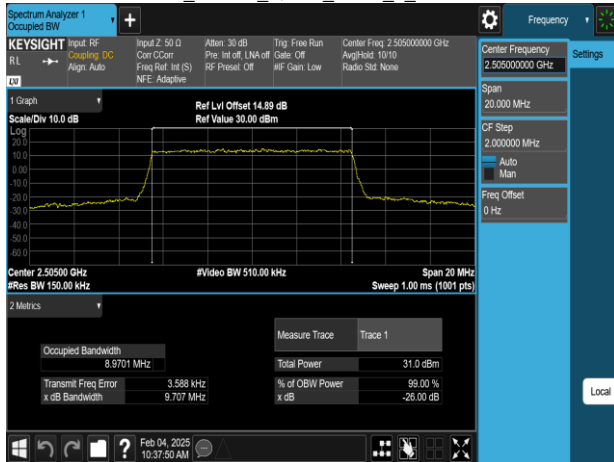 Spectrum Analyzer 1
Occupied BW
Frequency
KEYSIGHT
Input: RF
Input Z: 50 Ω
Atten: 30 dB
Trig: Free Run
Center Freq: 2.505000000 GHz
RL
Coupling: DC
Corr CCorr
Pre: Int off, LNA off
Gate: Off
Avg|Hold: 10/10
Align: Auto
Freq Ref: Int (S)
RF Preset: Off
#IF Gain: Low
Radio Std: None
NFE: Adaptive
LXI
Center Frequency
2.505000000 GHz
Settings
Span
20.000 MHz
CF Step
2.000000 MHz
Auto
Man
Freq Offset
0 Hz
Local
1 Graph
Ref Lvl Offset 14.89 dB
Scale/Div 10.0 dB
Ref Value 30.00 dBm
Log
20.0
10.0
0.00
-10.0
-20.0
-30.0
-40.0
-50.0
-60.0
Center 2.50500 GHz
#Video BW 510.00 kHz
Span 20 MHz
#Res BW 150.00 kHz
Sweep 1.00 ms (1001 pts)
2 Metrics
Measure Trace
Trace 1
Occupied Bandwidth
8.9701 MHz
Total Power
31.0 dBm
Transmit Freq Error
3.588 kHz
% of OBW Power
99.00 %
x dB Bandwidth
9.707 MHz
x dB
-26.00 dB
?
Feb 04, 2025
10:37:50 AM